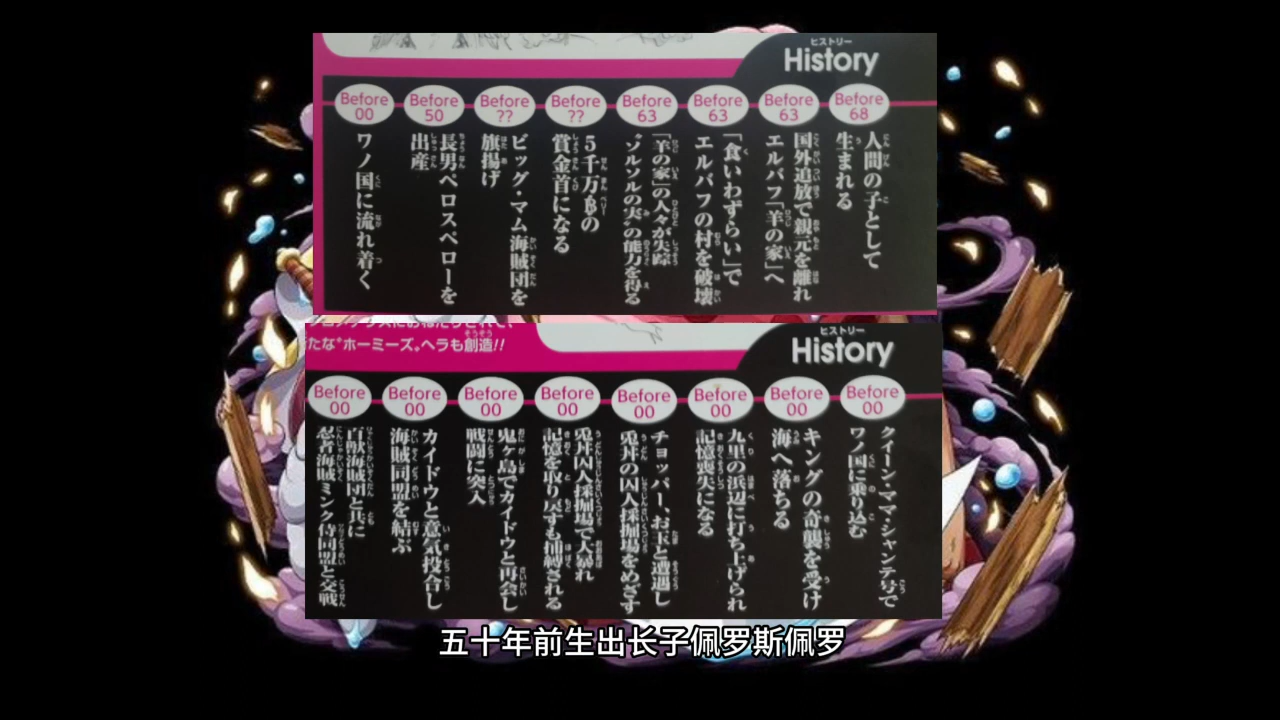 ヒストリー
History
Before
68
人間の子として
生まれる
Before
63
国外追放で親元を離れ
エルバフ「羊の家」へ
Before
63
「食いわずらい」で
エルバフの村を破壊
Before
63
「羊の家」の人々が失踪
"ソルソルの実"の能力を得る
Before
??
5千万฿の
賞金首になる
Before
??
ビッグ・マム海賊団を
旗揚げ
Before
50
長男ペロスペローを
出産
Before
00
ワノ国に流れ着く
たな"ホーミーズ"ヘラも創造!!
ヒストリー
History
Before
00
クイーン・ママ・シャンテ号で
ワノ国に乗り込む
Before
00
キングの奇襲を受け
海へ落ちる
Before
00
九里の浜辺に打ち上げられ
記憶喪失になる
Before
00
チョッパー、お玉と遭遇し
兎丼の囚人採掘場をめざす
Before
00
兎丼囚人採掘場で大暴れ
記憶を取り戻すも捕縛される
Before
00
鬼ヶ島でカイドウと再会し
戦闘に突入
Before
00
カイドウと意気投合し
海賊同盟を結ぶ
Before
00
百獣海賊団と共に
忍者海賊ミンク侍同盟と交戦
五十年前生出长子佩罗斯佩罗